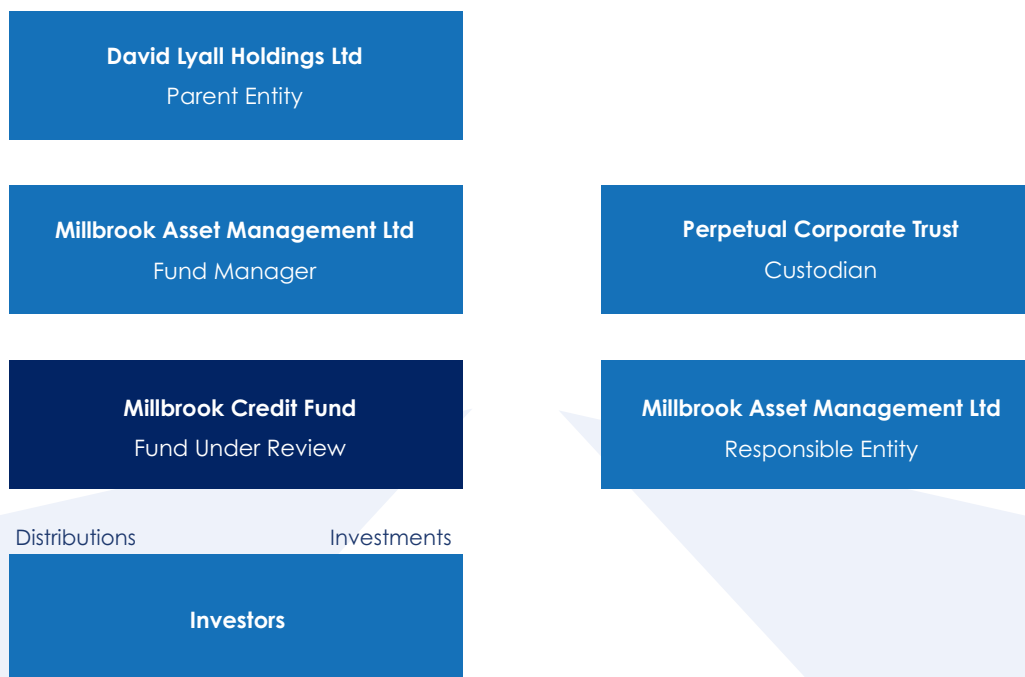 David Lyall Holdings Ltd
Parent Entity
Millbrook Asset Management Ltd
Fund Manager
Perpetual Corporate Trust
Custodian
Millbrook Credit Fund
Fund Under Review
Millbrook Asset Management Ltd
Responsible Entity
Distributions
Investments
Investors